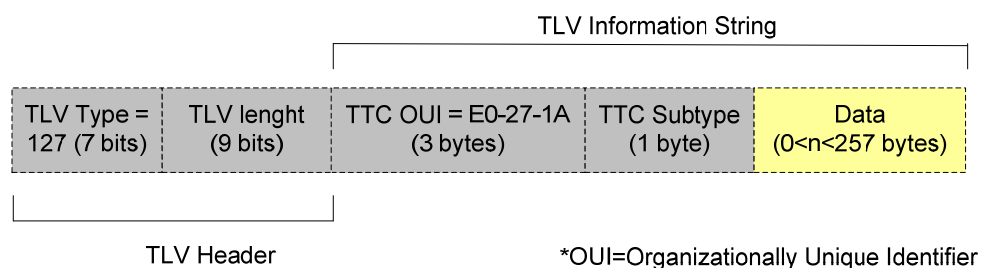 TLV Information String
TLV Type =
127 (7 bits)
TLV lenght
(9 bits)
TTC OUI = E0-27-1A
(3 bytes)
TTC Subtype
(1 byte)
Data
(0<n<257 bytes)
TLV Header
*OUI=Organizationally Unique Identifier